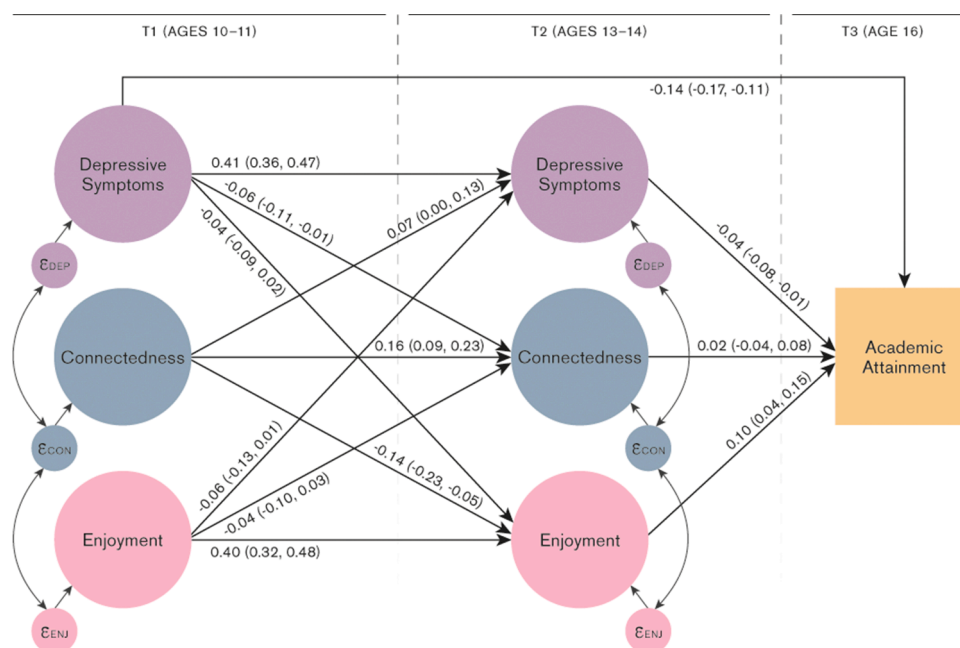 T1 (AGES 10–11)
T2 (AGES 13–14)
T3 (AGE 16)
-0.14 (-0.17, -0.11)
Depressive
Symptoms
0.41 (0.36, 0.47)
-0.06 (-0.11, -0.01)
-0.04 (-0.09, 0.02)
0.07 (0.00, 0.13)
Depressive
Symptoms
-0.04 (-0.08, -0.01)
εDEP
εDEP
Connectedness
0.16 (0.09, 0.23)
Connectedness
0.02 (-0.04, 0.08)
Academic
Attainment
εCON
-0.06 (-0.13, 0.01)
-0.04 (-0.10, 0.03)
-0.14 (-0.23, -0.05)
εCON
0.10 (0.04, 0.15)
Enjoyment
0.40 (0.32, 0.48)
Enjoyment
εENJ
εENJ